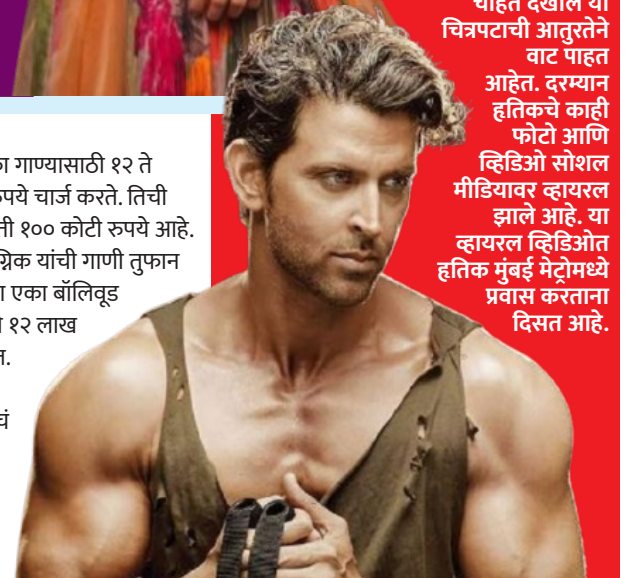 गाण्यासाठी १२ ते
चार्ज करते. तिची
१०० कोटी रुपये आहे.
यांची गाणी तुफान
एका बॉलिवूड
१२ लाख
चाहते देखील या
चित्रपटाची आतुरतेने
वाट पाहत
आहेत. दरम्यान
हृतिकचे काही
फोटो आणि
व्हिडिओ सोशल
मीडियावर व्हायरल
झाले आहे. या
व्हायरल व्हिडिओत
हृतिक मुंबई मेट्रोमध्ये
प्रवास करताना
दिसत आहे.